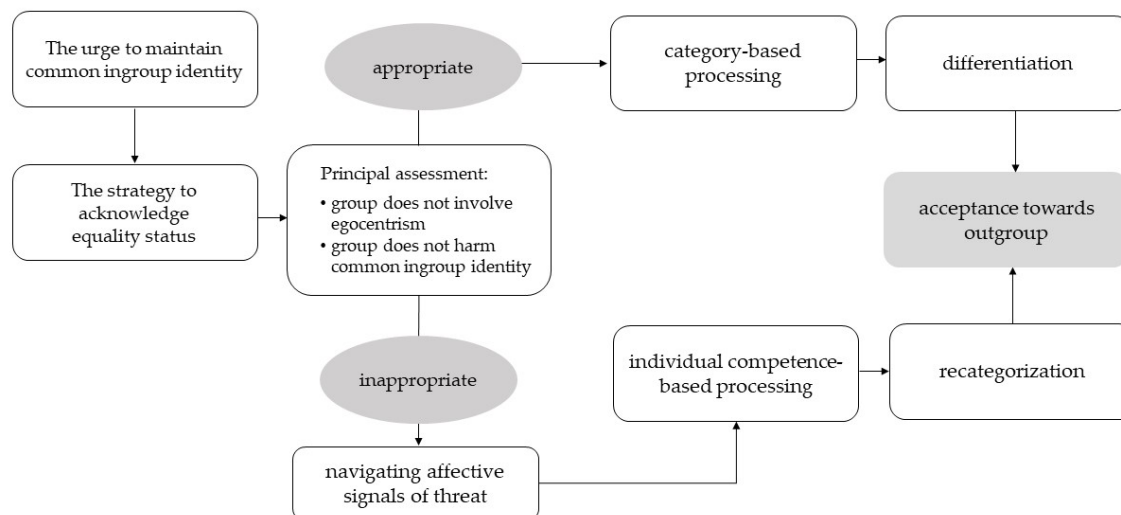 The urge to maintain
common ingroup identity
The strategy to
acknowledge
equality status
Principal assessment:
• group does not involve
egocentrism
• group does not harm
common ingroup identity
appropriate
category-based
processing
differentiation
acceptance towards
outgroup
inappropriate
navigating affective
signals of threat
individual competence-
based processing
recategorization